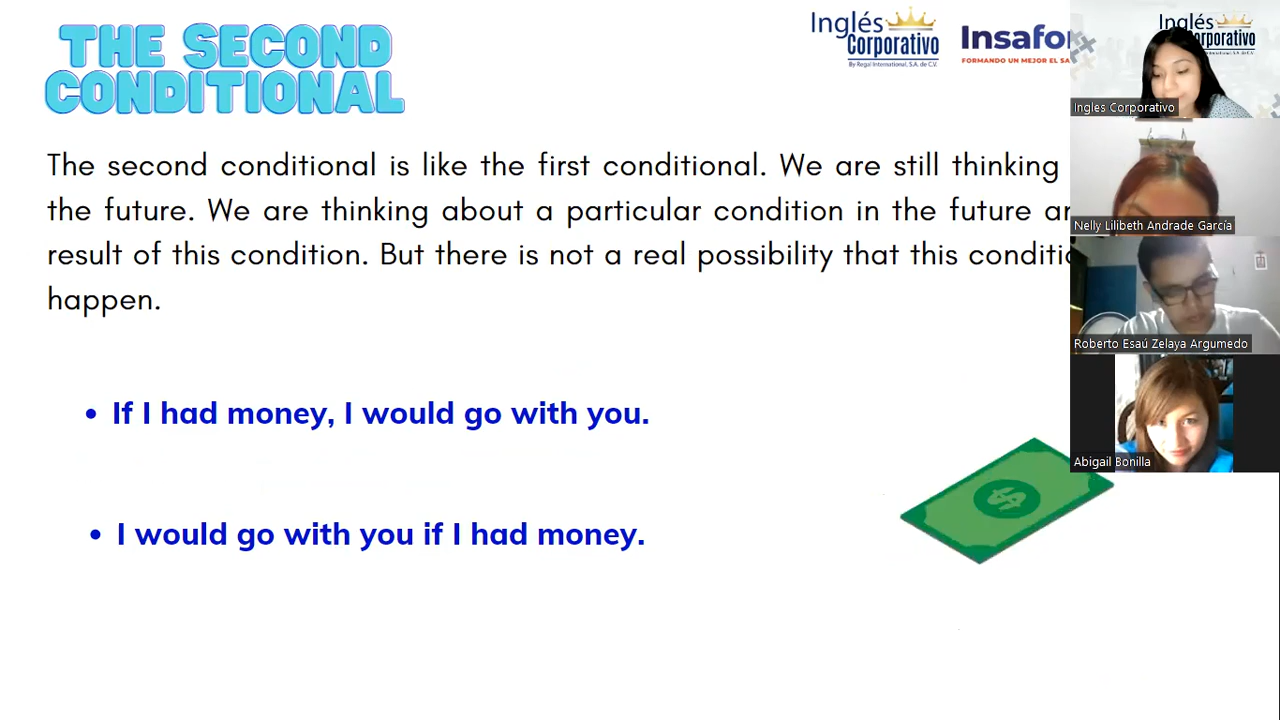 THE SECOND
CONDITIONAL
Inglés
Corporativo
By Regal International, S.A. de C.V.
Insafo
FORMANDO UN MEJOR EL SA
Inglés
Corporativo
Ingles Corporativo
The second conditional is like the first conditional. We are still thinking
the future. We are thinking about a particular condition in the future
result of this condition. But there is not a real possibility that this
happen.
Nelly Lilibeth Andrade García
Roberto Esaú Zelaya Argumedo
Abigail Bonilla
• If I had money, I would go with you.
• I would go with you if I had money.